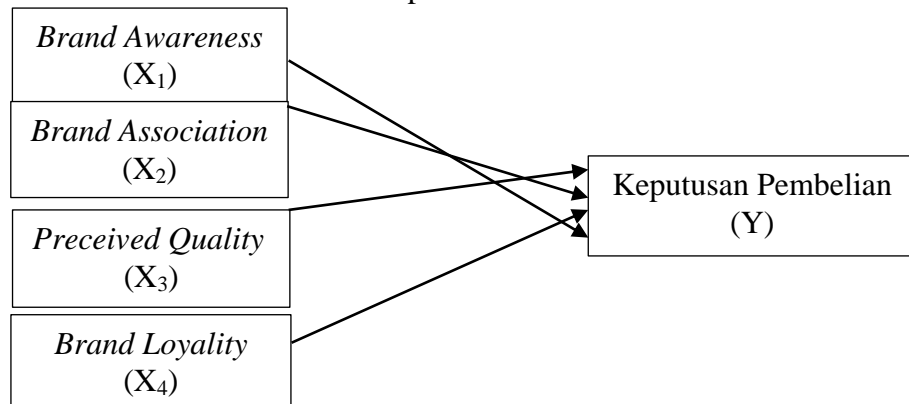 Brand Awareness
(X₁)
Brand Association
(X₂)
Preceived Quality
(X₃)
Brand Loyality
(X₄)
Keputusan Pembelian
(Y)